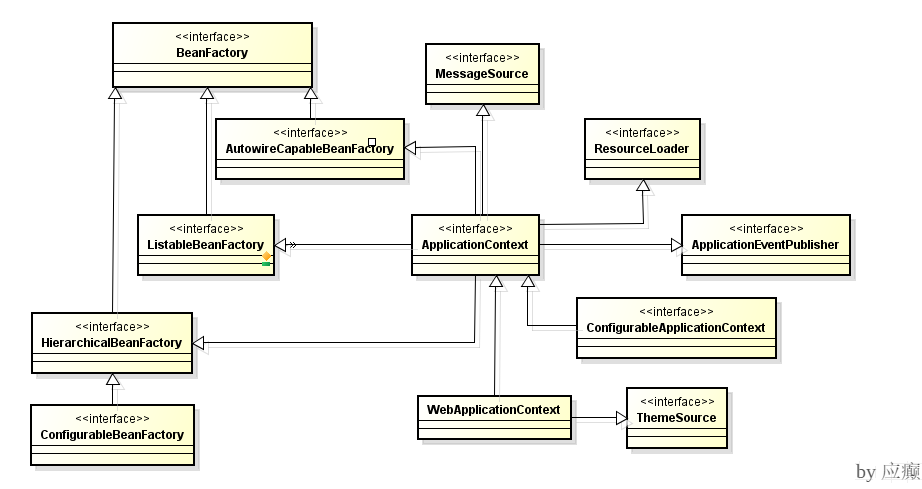 <<interface>>
BeanFactory
<<interface>>
MessageSource
<<interface>>
AutowireCapableBeanFactory
<<interface>>
ResourceLoader
<<interface>>
ListableBeanFactory
<<interface>>
ApplicationContext
<<interface>>
ApplicationEventPublisher
<<interface>>
ConfigurableApplicationContext
<<interface>>
HierarchicalBeanFactory
WebApplicationContext
<<interface>>
ThemeSource
<<interface>>
ConfigurableBeanFactory
by 应癫